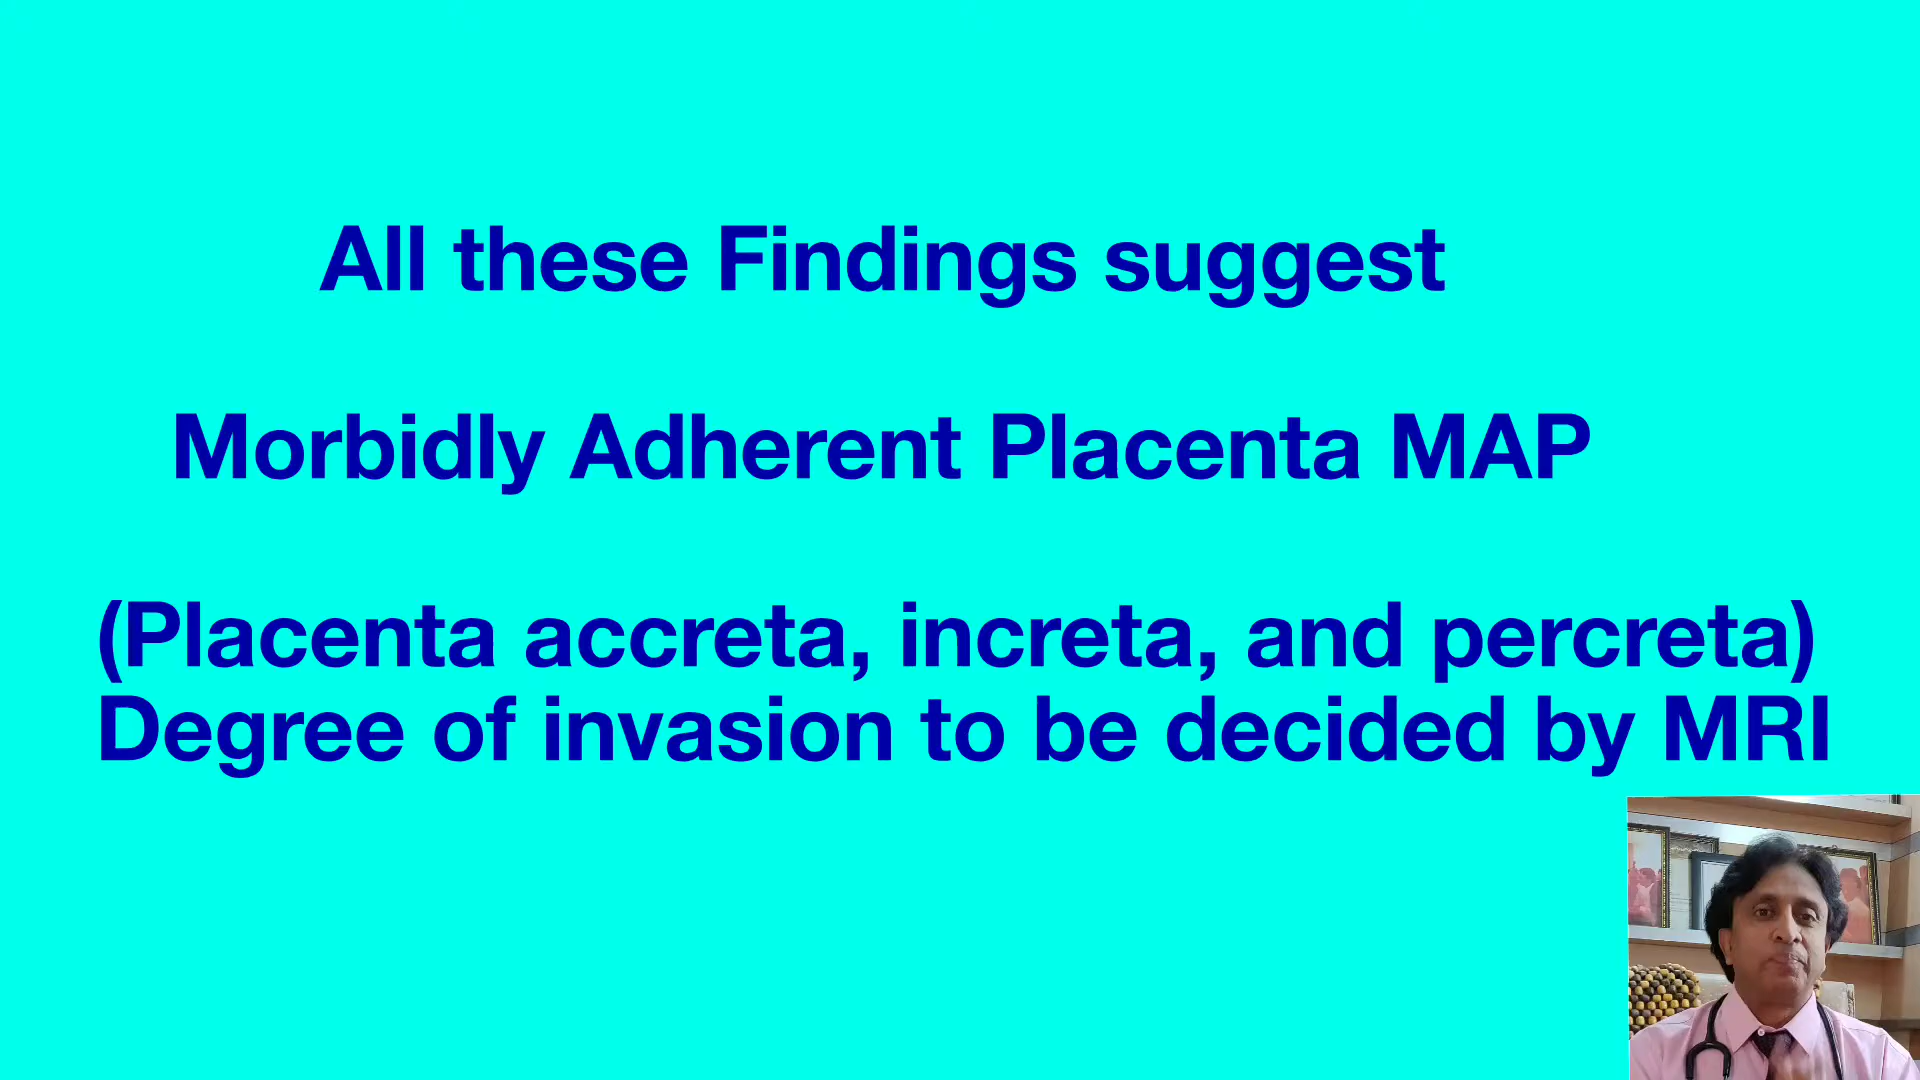 All these Findings suggest
Morbidly Adherent Placenta MAP
(Placenta accreta, increta, and percreta)
Degree of invasion to be decided by MRI